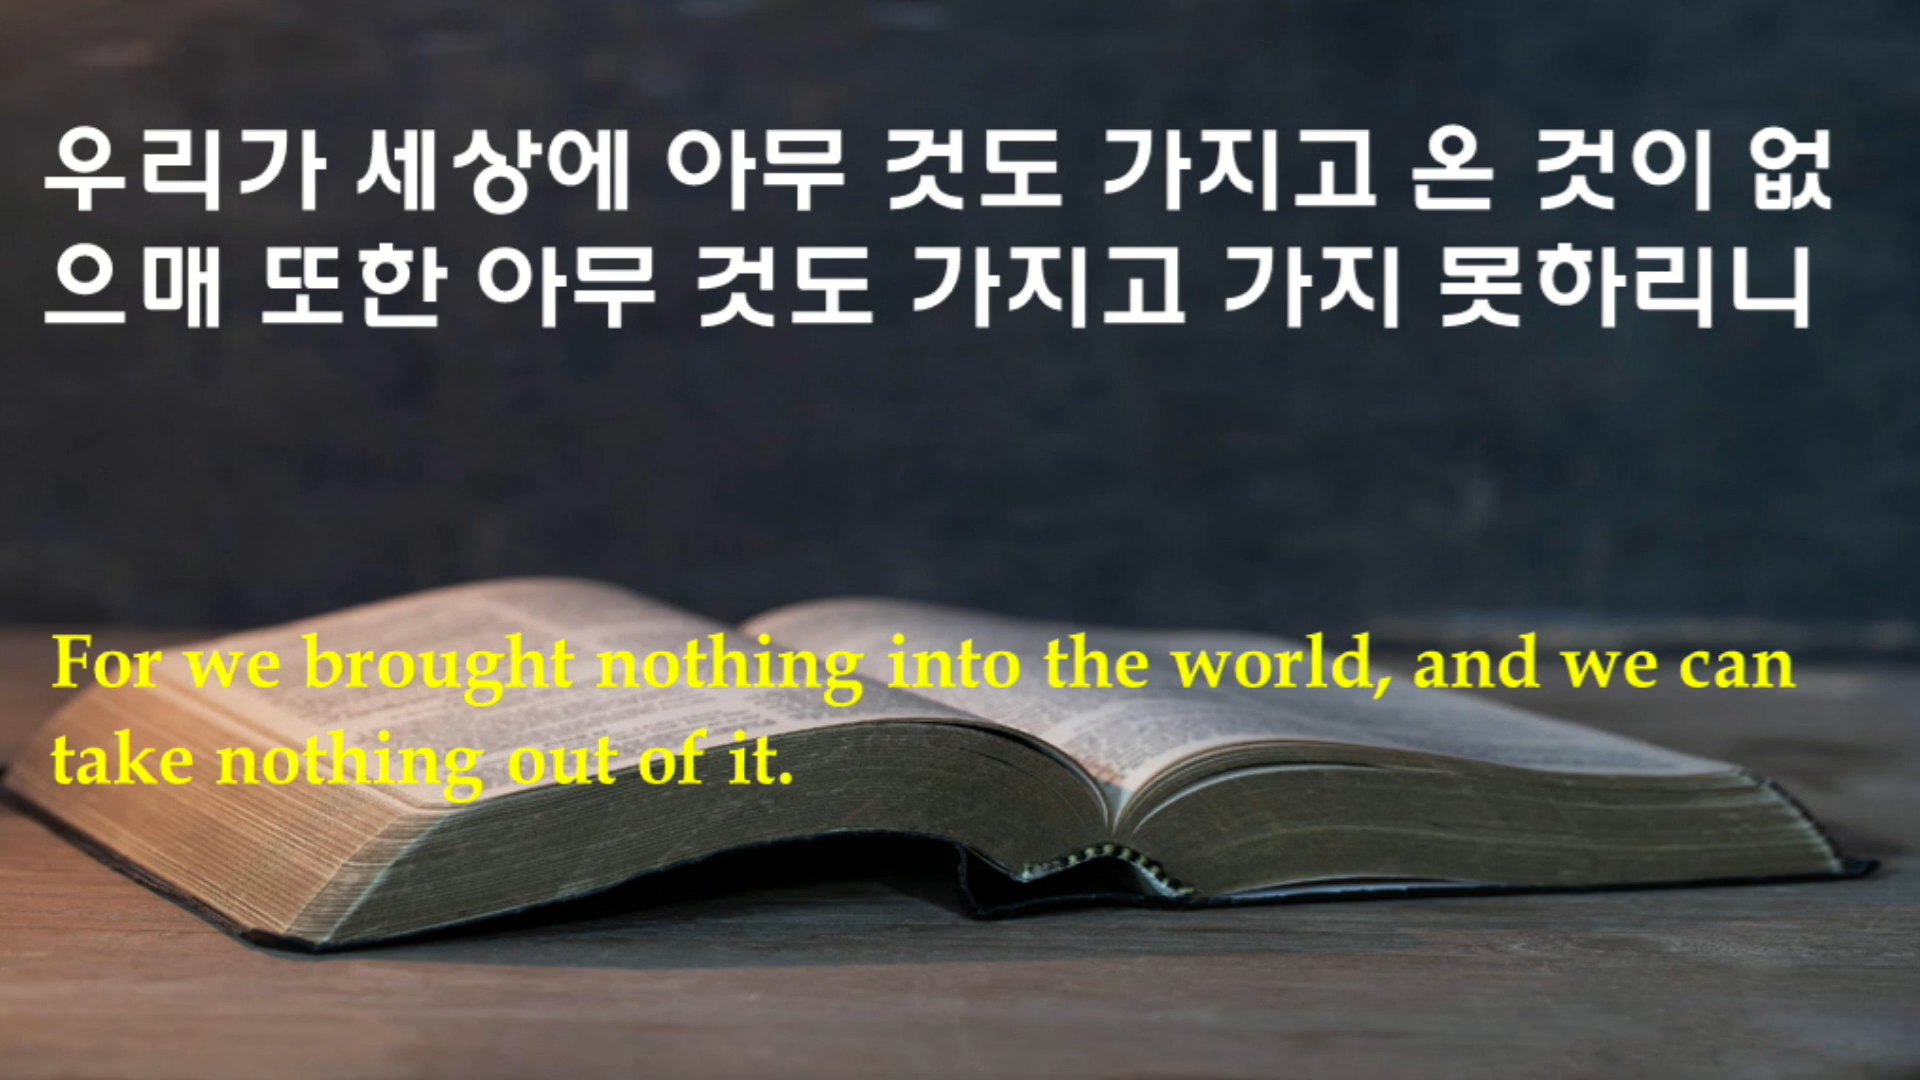 우리가 세상에 아무 것도 가지고 온 것이 없
으매 또한 아무 것도 가지고 가지 못하리니
For we brought nothing into the world, and we can
take nothing out of it.